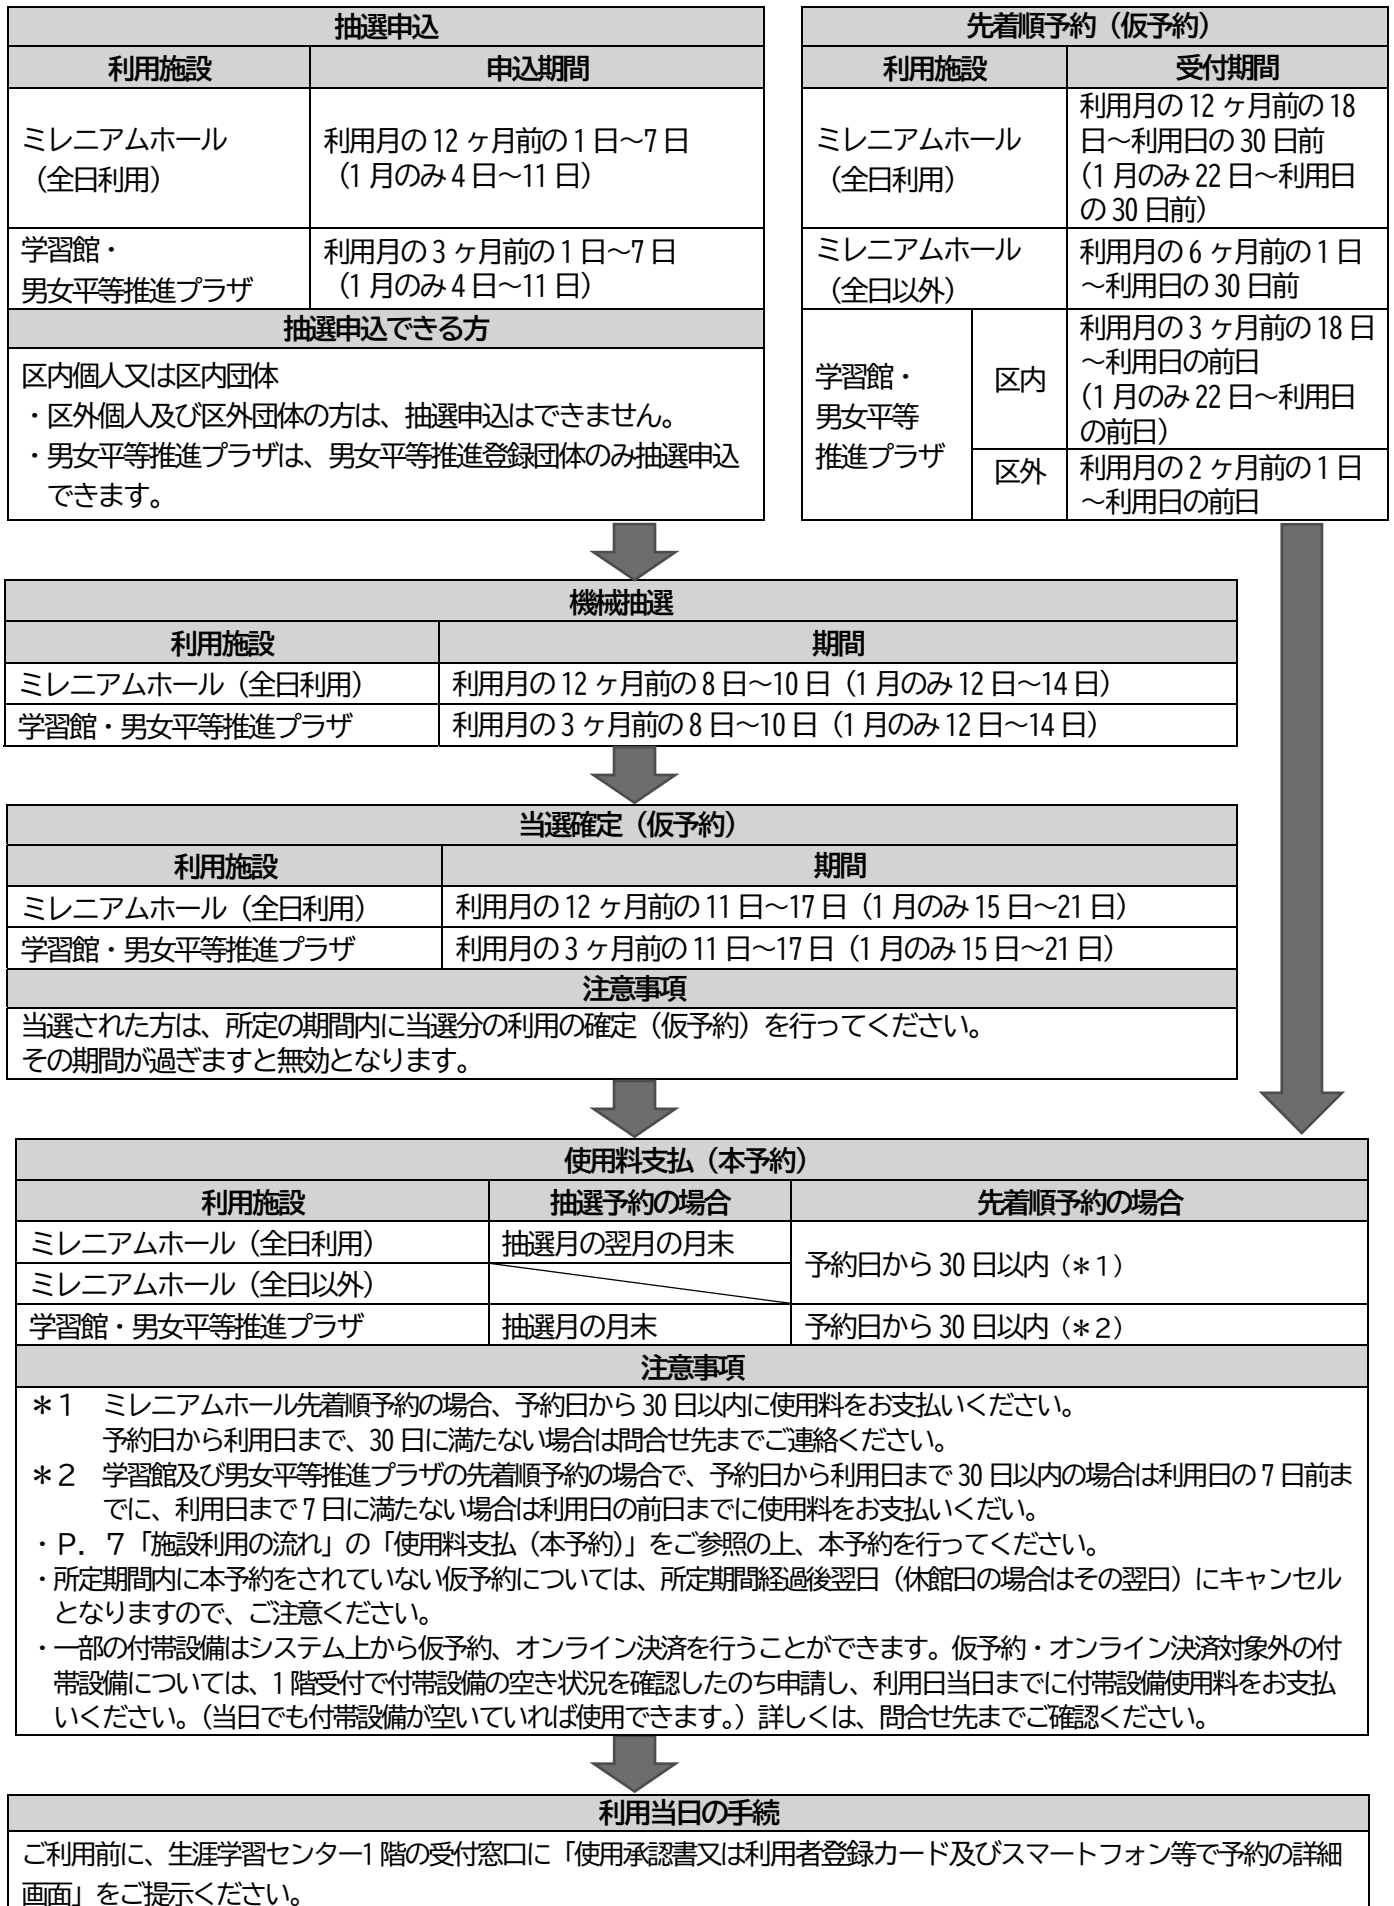 抽選申込
利用施設 申込期間
ミレニアムホール
（全日利用）
利用月の12ヶ月前の1日～7日
（1月のみ4日～11日）
学習館・
男女平等推進プラザ
利用月の3ヶ月前の1日～7日
（1月のみ4日～11日）
抽選申込できる方
区内個人又は区内団体
・区外個人及び区外団体の方は、抽選申込はできません。
・男女平等推進プラザは、男女平等推進登録団体のみ抽選申込
できます。
先着順予約（仮予約）
利用施設 受付期間
ミレニアムホール
（全日利用）
利用月の12ヶ月前の18
日～利用日の30日前
（1月のみ22日～利用日
の30日前）
ミレニアムホール
（全日以外）
利用月の6ヶ月前の1日
～利用日の30日前
学習館・
男女平等
推進プラザ
区内
利用月の3ヶ月前の18日
～利用日の前日
（1月のみ22日～利用日
の前日）
区外
利用月の2ヶ月前の1日
～利用日の前日
機械抽選
利用施設 期間
ミレニアムホール（全日利用） 利用月の12ヶ月前の8日～10日（1月のみ12日～14日）
学習館・男女平等推進プラザ 利用月の3ヶ月前の8日～10日（1月のみ12日～14日）
当選確定（仮予約）
利用施設 期間
ミレニアムホール（全日利用） 利用月の12ヶ月前の11日～17日（1月のみ15日～21日）
学習館・男女平等推進プラザ 利用月の3ヶ月前の11日～17日（1月のみ15日～21日）
注意事項
当選された方は、所定の期間内に当選分の利用の確定（仮予約）を行ってください。
その期間が過ぎますと無効となります。
使用料支払（本予約）
利用施設 抽選予約の場合 先着順予約の場合
ミレニアムホール（全日利用） 抽選月の翌月の月末
予約日から30日以内（＊1）
ミレニアムホール（全日以外）
学習館・男女平等推進プラザ 抽選月の月末 予約日から30日以内（＊2）
注意事項
＊1 ミレニアムホール先着順予約の場合、予約日から30日以内に使用料をお支払いください。
予約日から利用日まで、30日に満たない場合は問合せ先までご連絡ください。
＊2 学習館及び男女平等推進プラザの先着順予約の場合で、予約日から利用日まで30日以内の場合は利用日の7日前ま
でに、利用日まで7日に満たない場合は利用日の前日までに使用料をお支払いくだい。
・P. 7「施設利用の流れ」の「使用料支払（本予約）」をご参照の上、本予約を行ってください。
・所定期間内に本予約をされていない仮予約については、所定期間経過後翌日（休館日の場合はその翌日）にキャンセル
となりますので、ご注意ください。
・一部の付帯設備はシステム上から仮予約、オンライン決済を行うことができます。仮予約・オンライン決済対象外の付
帯設備については、1階受付で付帯設備の空き状況を確認したのち申請し、利用日当日までに付帯設備使用料をお支払
いください。（当日でも付帯設備が空いていれば使用できます。）詳しくは、問合せ先までご確認ください。
利用当日の手続
ご利用前に、生涯学習センター1階の受付窓口に「使用承認書又は利用者登録カード及びスマートフォン等で予約の詳細
画面」をご提示ください。